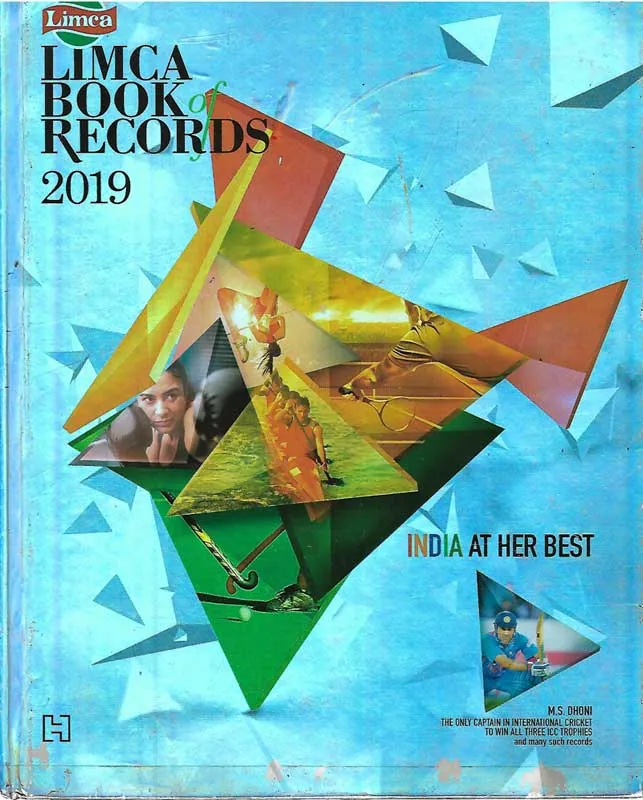 Limca
LIMCA
BOOK of
RECORDS
2019
INDIA AT HER BEST
M.S. DHONI
THE ONLY CAPTAIN IN INTERNATIONAL CRICKET
TO WIN ALL THREE ICC TROPHIES
and many such records
H